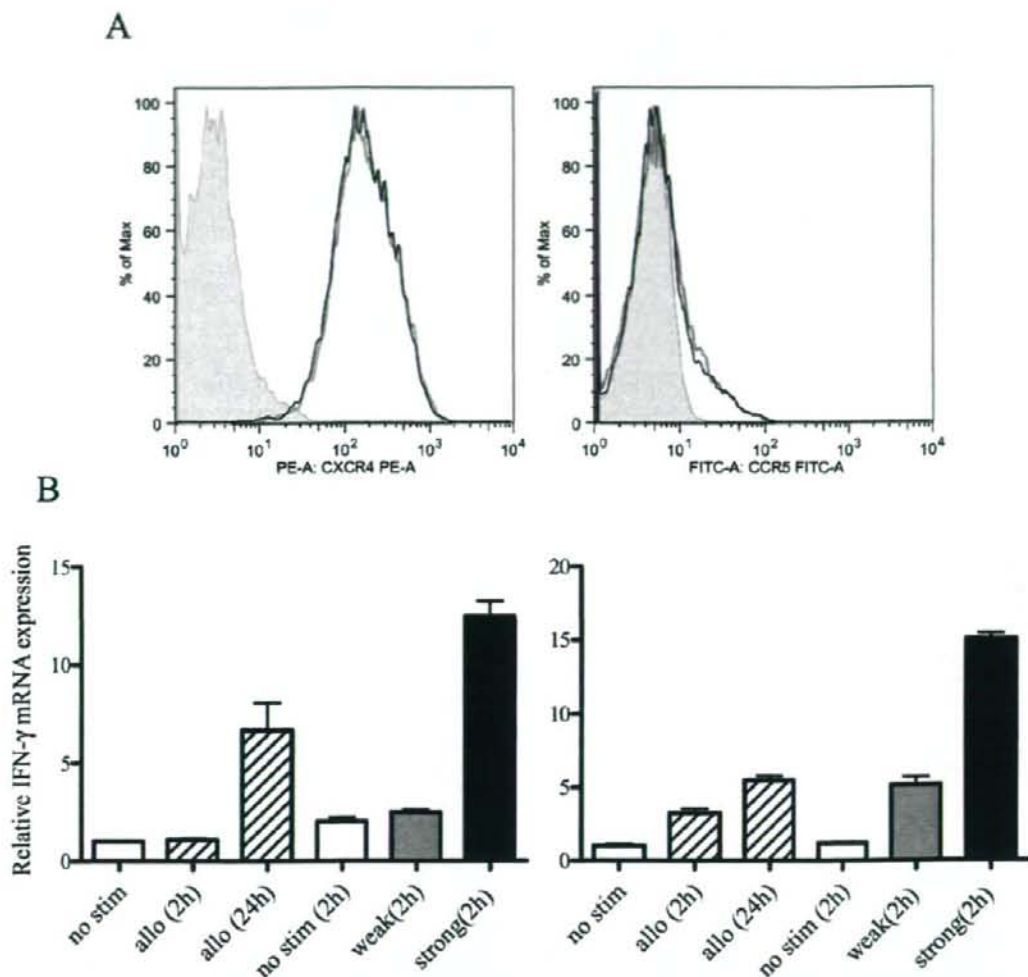 A
% of Max
100
80
60
40
20
0
10^0
10^1
10^2
10^3
10^4
PE-A: CXCR4 PE-A
% of Max
100
80
60
40
20
0
10^0
10^1
10^2
10^3
10^4
FITC-A: CCR5 FITC-A
B
Relative IFN-γ mRNA expression
15
10
5
0
no stim
allo (2h)
allo (24h)
no stim (2h)
weak(2h)
strong(2h)
20
15
10
5
0
no stim
allo (2h)
allo (24h)
no stim (2h)
weak(2h)
strong(2h)